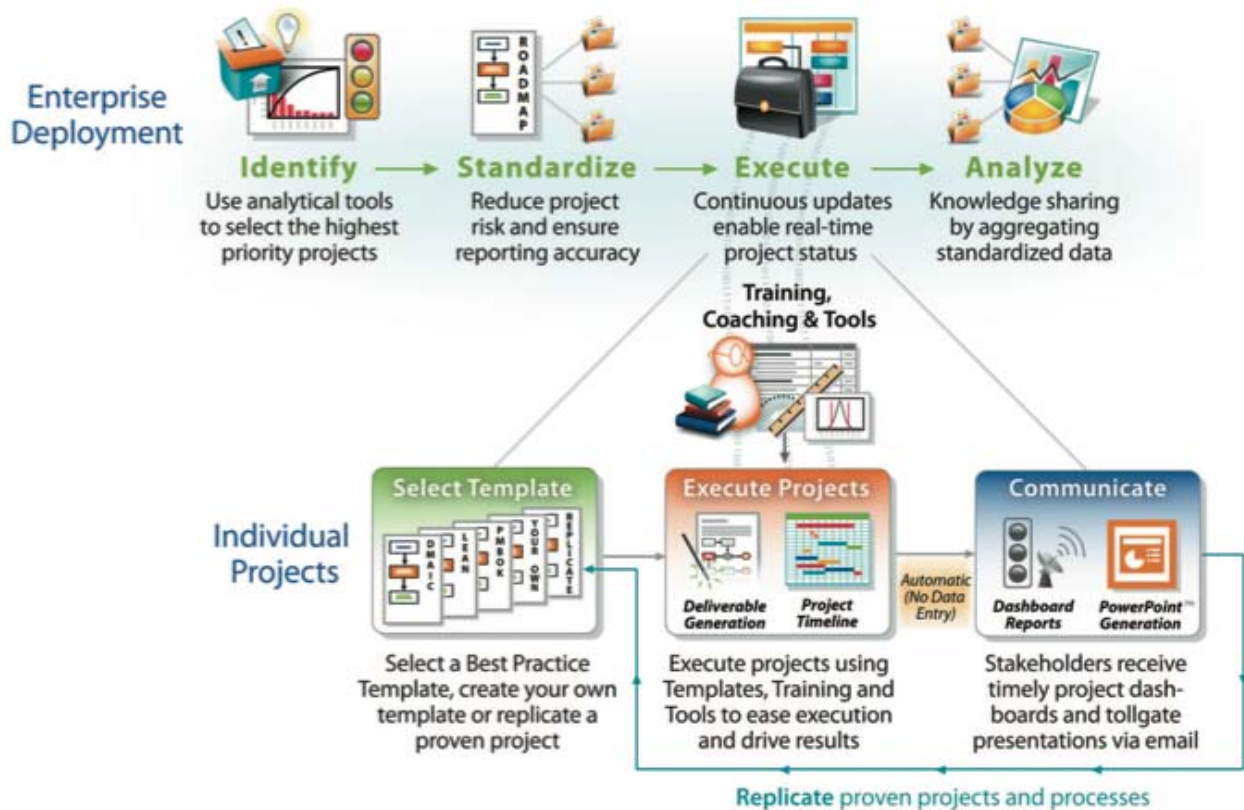 Enterprise
Deployment
ROADMAP
Identify
Standardize
Execute
Analyze
Use analytical tools
to select the highest
priority projects
Reduce project
risk and ensure
reporting accuracy
Continuous updates
enable real-time
project status
Knowledge sharing
by aggregating
standardized data
Training,
Coaching & Tools
Individual
Projects
Select Template
DMAIC
LEAN
PMBOK
YOUR OWN
REPLICATE
Execute Projects
Deliverable
Generation
Project
Timeline
Automatic
(No Data
Entry)
Communicate
Dashboard
Reports
PowerPoint™
Generation
Select a Best Practice
Template, create your own
template or replicate a
proven project
Execute projects using
Templates, Training and
Tools to ease execution
and drive results
Stakeholders receive
timely project dash-
boards and tollgate
presentations via email
Replicate proven projects and processes